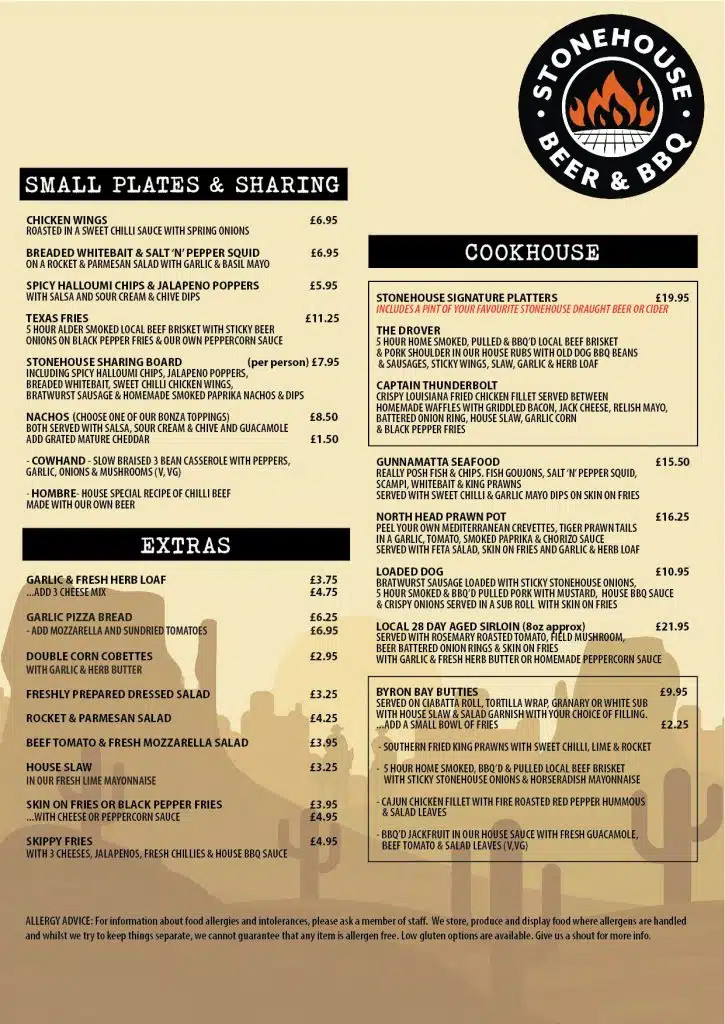 STONEHOUSE
BEER & BBQ
SMALL PLATES & SHARING
CHICKEN WINGS £6.95
ROASTED IN A SWEET CHILLI SAUCE WITH SPRING ONIONS
BREADED WHITEBAIT & SALT ‘N’ PEPPER SQUID £6.95
ON A ROCKET & PARMESAN SALAD WITH GARLIC & BASIL MAYO
SPICY HALLOUMI CHIPS & JALAPENO POPPERS £5.95
WITH SALSA AND SOUR CREAM & CHIVE DIPS
TEXAS FRIES £11.25
5 HOUR ALDER SMOKED LOCAL BEEF BRISKET WITH STICKY BEER
ONIONS ON BLACK PEPPER FRIES & OUR OWN PEPPERCORN SAUCE
STONEHOUSE SHARING BOARD (per person) £7.95
INCLUDING SPICY HALLOUMI CHIPS, JALAPENO POPPERS,
BREADED WHITEBAIT, SWEET CHILLI CHICKEN WINGS,
BRATWURST SAUSAGE & HOMEMADE SMOKED PAPRIKA NACHOS & DIPS
NACHOS (CHOOSE ONE OF OUR BONZA TOPPINGS) £8.50
BOTH SERVED WITH SALSA, SOUR CREAM & CHIVE AND GUACAMOLE
ADD GRATED MATURE CHEDDAR £1.50
- COWHAND - SLOW BRAISED 3 BEAN CASSEROLE WITH PEPPERS,
GARLIC, ONIONS & MUSHROOMS (V, VG)
- HOMBRE- HOUSE SPECIAL RECIPE OF CHILLI BEEF
MADE WITH OUR OWN BEER
EXTRAS
GARLIC & FRESH HERB LOAF £3.75
...ADD 3 CHEESE MIX £4.75
GARLIC PIZZA BREAD £6.25
- ADD MOZZARELLA AND SUNDRIED TOMATOES £6.95
DOUBLE CORN COBETTES £2.95
WITH GARLIC & HERB BUTTER
FRESHLY PREPARED DRESSED SALAD £3.25
ROCKET & PARMESAN SALAD £4.25
BEEF TOMATO & FRESH MOZZARELLA SALAD £3.95
HOUSE SLAW £3.25
IN OUR FRESH LIME MAYONNAISE
SKIN ON FRIES OR BLACK PEPPER FRIES £3.95
...WITH CHEESE OR PEPPERCORN SAUCE £4.95
SKIPPY FRIES £4.95
WITH 3 CHEESES, JALAPENOS, FRESH CHILLIES & HOUSE BBQ SAUCE
COOKHOUSE
STONEHOUSE SIGNATURE PLATTERS £19.95
INCLUDES A PINT OF YOUR FAVOURITE STONEHOUSE DRAUGHT BEER OR CIDER
THE DROVER
5 HOUR HOME SMOKED, PULLED & BBQ'D LOCAL BEEF BRISKET
& PORK SHOULDER IN OUR HOUSE RUBS WITH OLD DOG BBQ BEANS
& SAUSAGES, STICKY WINGS, SLAW, GARLIC & HERB LOAF
CAPTAIN THUNDERBOLT
CRISPY LOUISIANA FRIED CHICKEN FILLET SERVED BETWEEN
HOMEMADE WAFFLES WITH GRIDDLED BACON, JACK CHEESE, RELISH MAYO,
BATTERED ONION RING, HOUSE SLAW, GARLIC CORN
& BLACK PEPPER FRIES
GUNNAMATTA SEAFOOD £15.50
REALLY POSH FISH & CHIPS. FISH GOUJONS, SALT ‘N’ PEPPER SQUID,
SCAMPI, WHITEBAIT & KING PRAWNS
SERVED WITH SWEET CHILLI & GARLIC MAYO DIPS ON SKIN ON FRIES
NORTH HEAD PRAWN POT £16.25
PEEL YOUR OWN MEDITERRANEAN CREVETTES, TIGER PRAWN TAILS
IN A GARLIC, TOMATO, SMOKED PAPRIKA & CHORIZO SAUCE
SERVED WITH FETA SALAD, SKIN ON FRIES AND GARLIC & HERB LOAF
LOADED DOG £10.95
BRATWURST SAUSAGE LOADED WITH STICKY STONEHOUSE ONIONS,
5 HOUR SMOKED & BBQ'D PULLED PORK WITH MUSTARD, HOUSE BBQ SAUCE
& CRISPY ONIONS SERVED IN A SUB ROLL WITH SKIN ON FRIES
LOCAL 28 DAY AGED SIRLOIN (8oz approx) £21.95
SERVED WITH ROSEMARY ROASTED TOMATO, FIELD MUSHROOM,
BEER BATTERED ONION RINGS & SKIN ON FRIES
WITH GARLIC & FRESH HERB BUTTER OR HOMEMADE PEPPERCORN SAUCE
BYRON BAY BUTTIES £9.95
SERVED ON CIABATTA ROLL, TORTILLA WRAP, GRANARY OR WHITE SUB
WITH HOUSE SLAW & SALAD GARNISH WITH YOUR CHOICE OF FILLING.
...ADD A SMALL BOWL OF FRIES £2.25
- SOUTHERN FRIED KING PRAWNS WITH SWEET CHILLI, LIME & ROCKET
- 5 HOUR HOME SMOKED, BBQ'D & PULLED LOCAL BEEF BRISKET
WITH STICKY STONEHOUSE ONIONS & HORSERADISH MAYONNAISE
- CAJUN CHICKEN FILLET WITH FIRE ROASTED RED PEPPER HUMMOUS
& SALAD LEAVES
- BBQ'D JACKFRUIT IN OUR HOUSE SAUCE WITH FRESH GUACAMOLE,
BEEF TOMATO & SALAD LEAVES (V,VG)
ALLERGY ADVICE: For information about food allergies and intolerances, please ask a member of staff. We store, produce and display food where allergens are handled
and whilst we try to keep things separate, we cannot guarantee that any item is allergen free. Low gluten options are available. Give us a shout for more info.